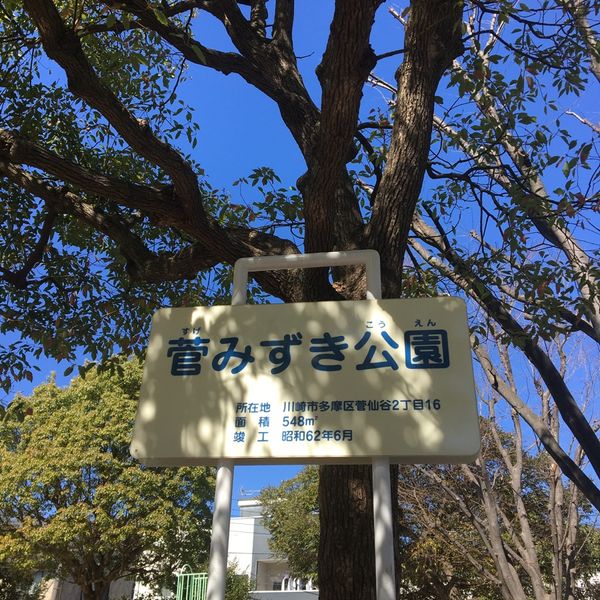 すげ こうえん
菅みずき公園
所在地 川崎市多摩区菅仙谷2丁目16
面積 548㎡
竣工 昭和62年6月